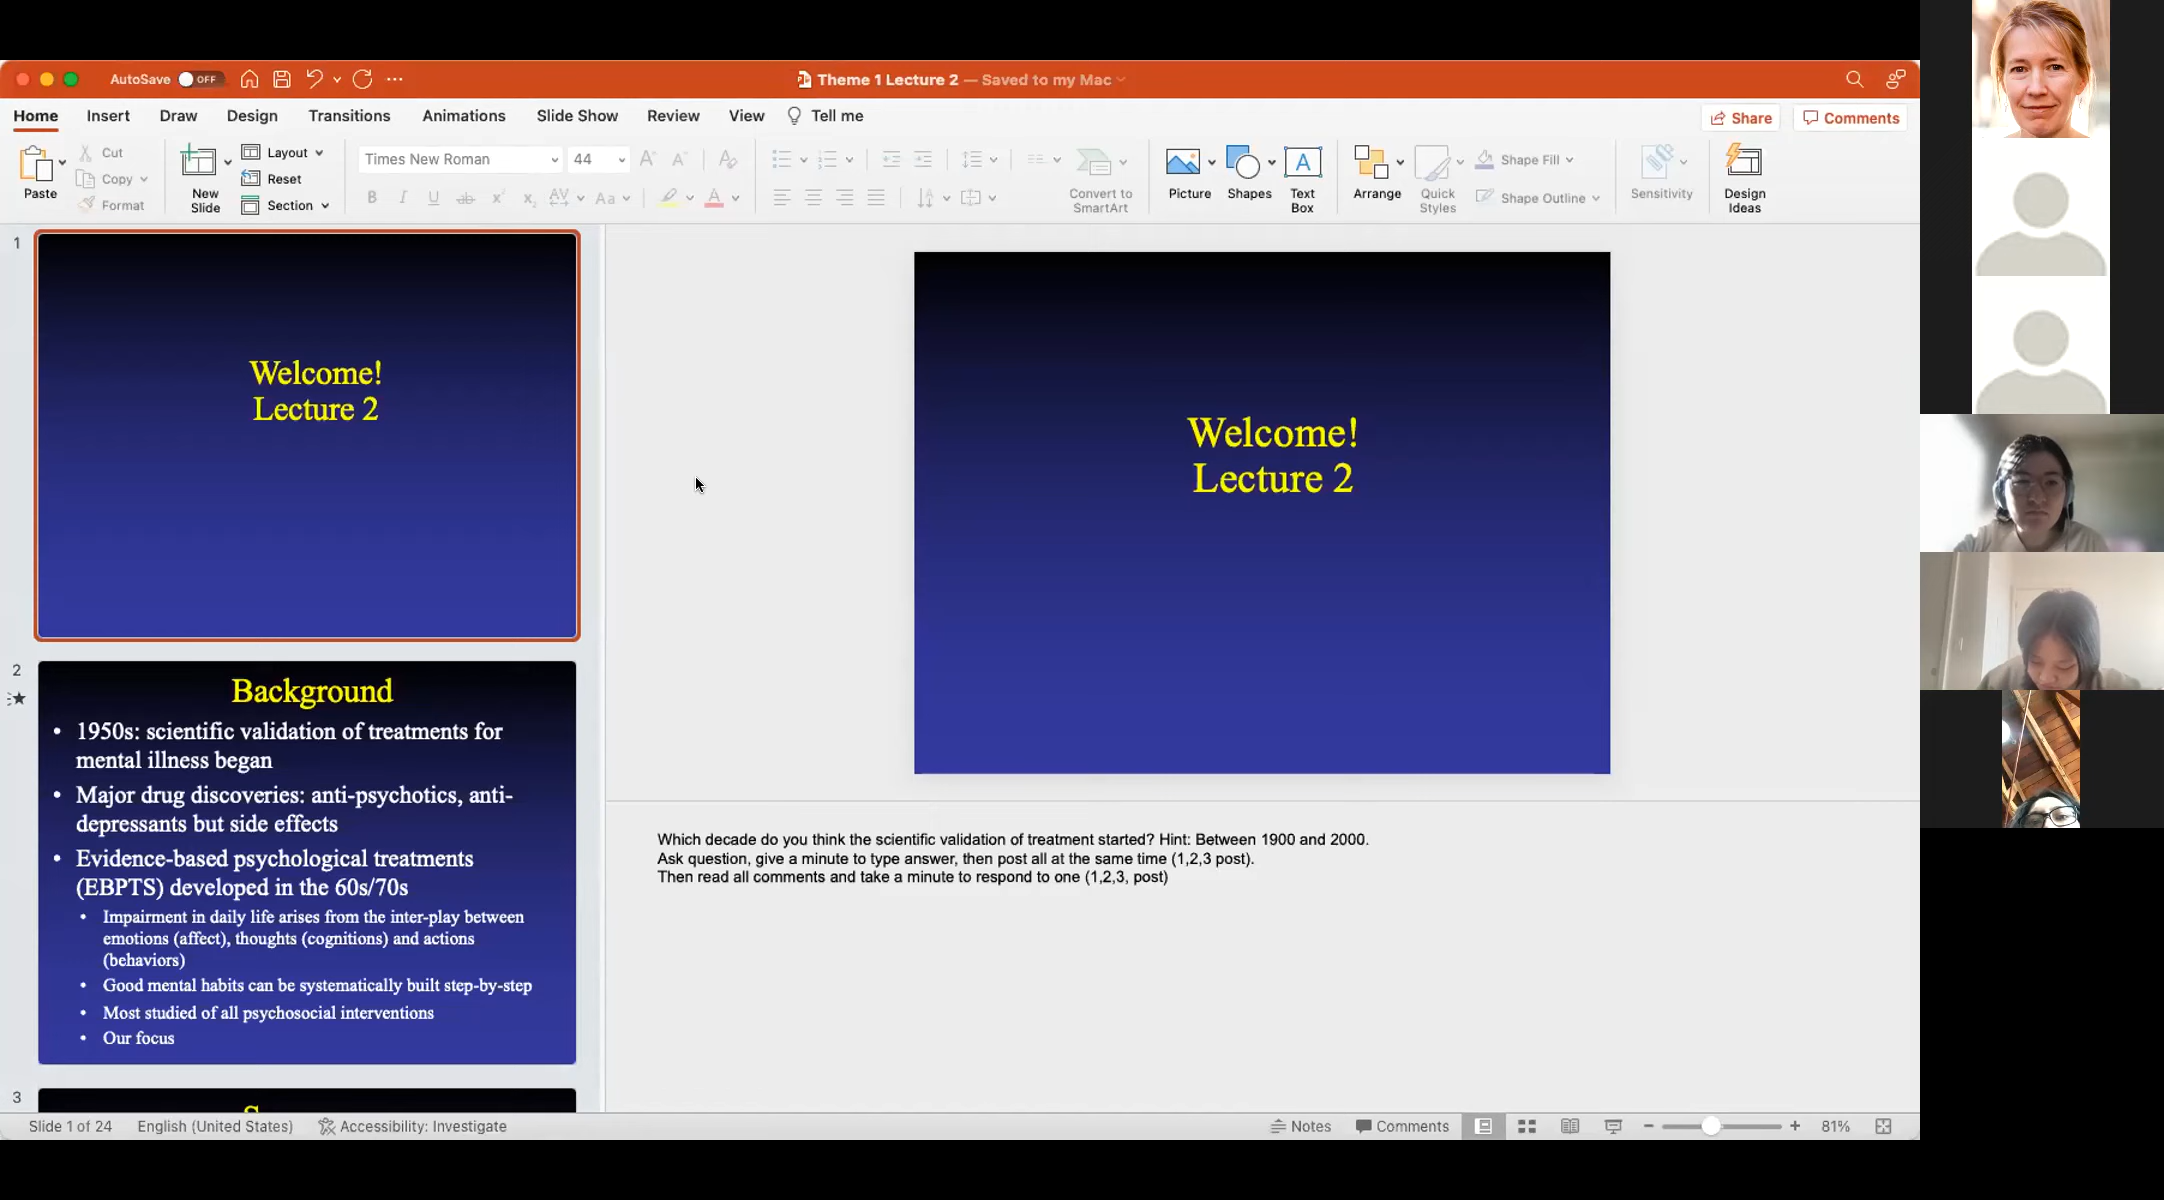 AutoSave OFF
Theme 1 Lecture 2 — Saved to my Mac
Home Insert Draw Design Transitions Animations Slide Show Review View Tell me
Share Comments
Paste
Cut
Copy
Format
New
Slide
Layout
Reset
Section
Times New Roman 44
Convert to
SmartArt
Picture
Shapes
Text
Box
Arrange
Quick
Styles
Shape Fill
Shape Outline
Sensitivity
Design
Ideas
1
Welcome!
Lecture 2
2
Background
• 1950s: scientific validation of treatments for
mental illness began
• Major drug discoveries: anti-psychotics, anti-
depressants but side effects
• Evidence-based psychological treatments
(EBPTS) developed in the 60s/70s
• Impairment in daily life arises from the inter-play between
emotions (affect), thoughts (cognitions) and actions
(behaviors)
• Good mental habits can be systematically built step-by-step
• Most studied of all psychosocial interventions
• Our focus
3
Welcome!
Lecture 2
Which decade do you think the scientific validation of treatment started? Hint: Between 1900 and 2000.
Ask question, give a minute to type answer, then post all at the same time (1,2,3 post).
Then read all comments and take a minute to respond to one (1,2,3, post)
Slide 1 of 24 English (United States) Accessibility: Investigate
Notes Comments 81%